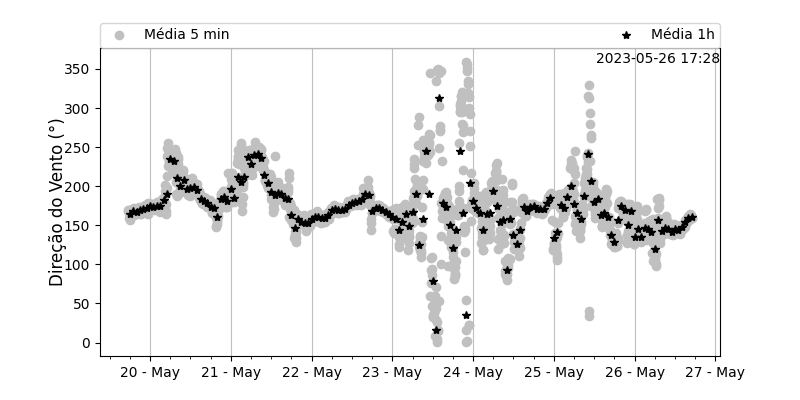 Média 5 min
Média 1h
2023-05-26 17:28
Direção do Vento (°)
350
300
250
200
150
100
50
0
20 - May
21 - May
22 - May
23 - May
24 - May
25 - May
26 - May
27 - May